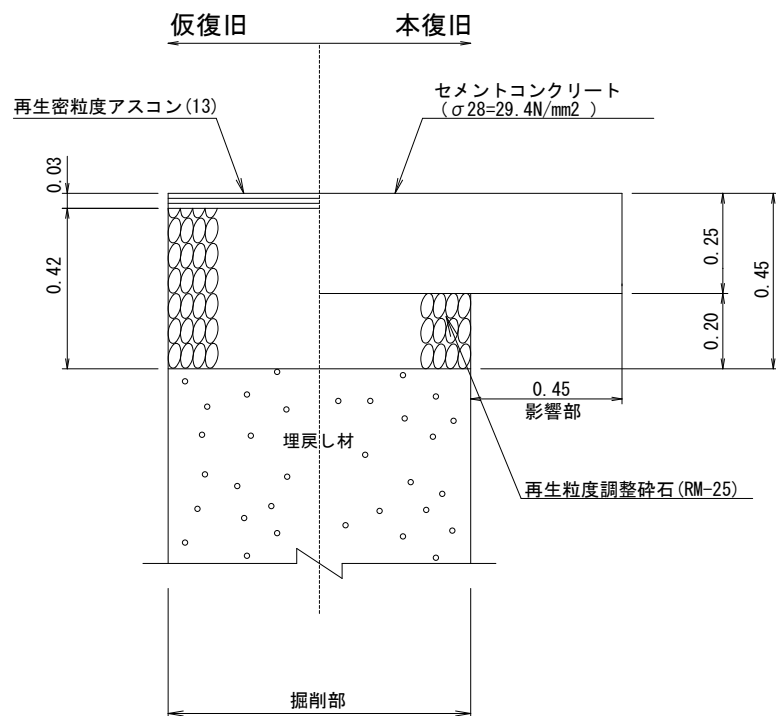 仮復旧 本復旧
再生密粒度アスコン(13)
セメントコンクリート
(σ28=29.4N/mm2 )
0.03
0.42
0.25
0.45
0.20
0.45
影響部
埋戻し材
再生粒度調整砕石(RM-25)
掘削部